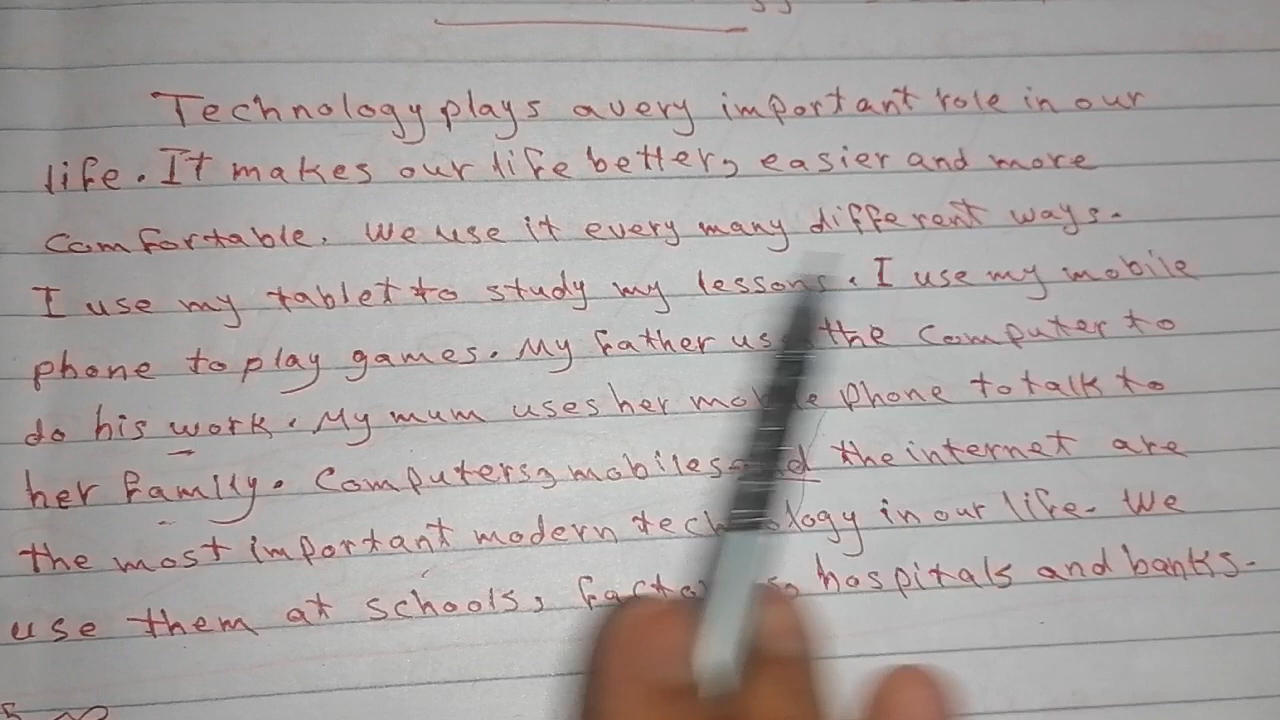 Technology plays a very important role in our
life. It makes our life better, easier and more
comfortable. We use it every many different ways.
I use my tablet to study my lessons. I use my mobile
phone to play games. My father the computer to
do his work. My mum uses her phone to talk to
her family. Computers, mobiles the internet are
the most important modern technology in our life. We
use them at schools, hospitals and banks.